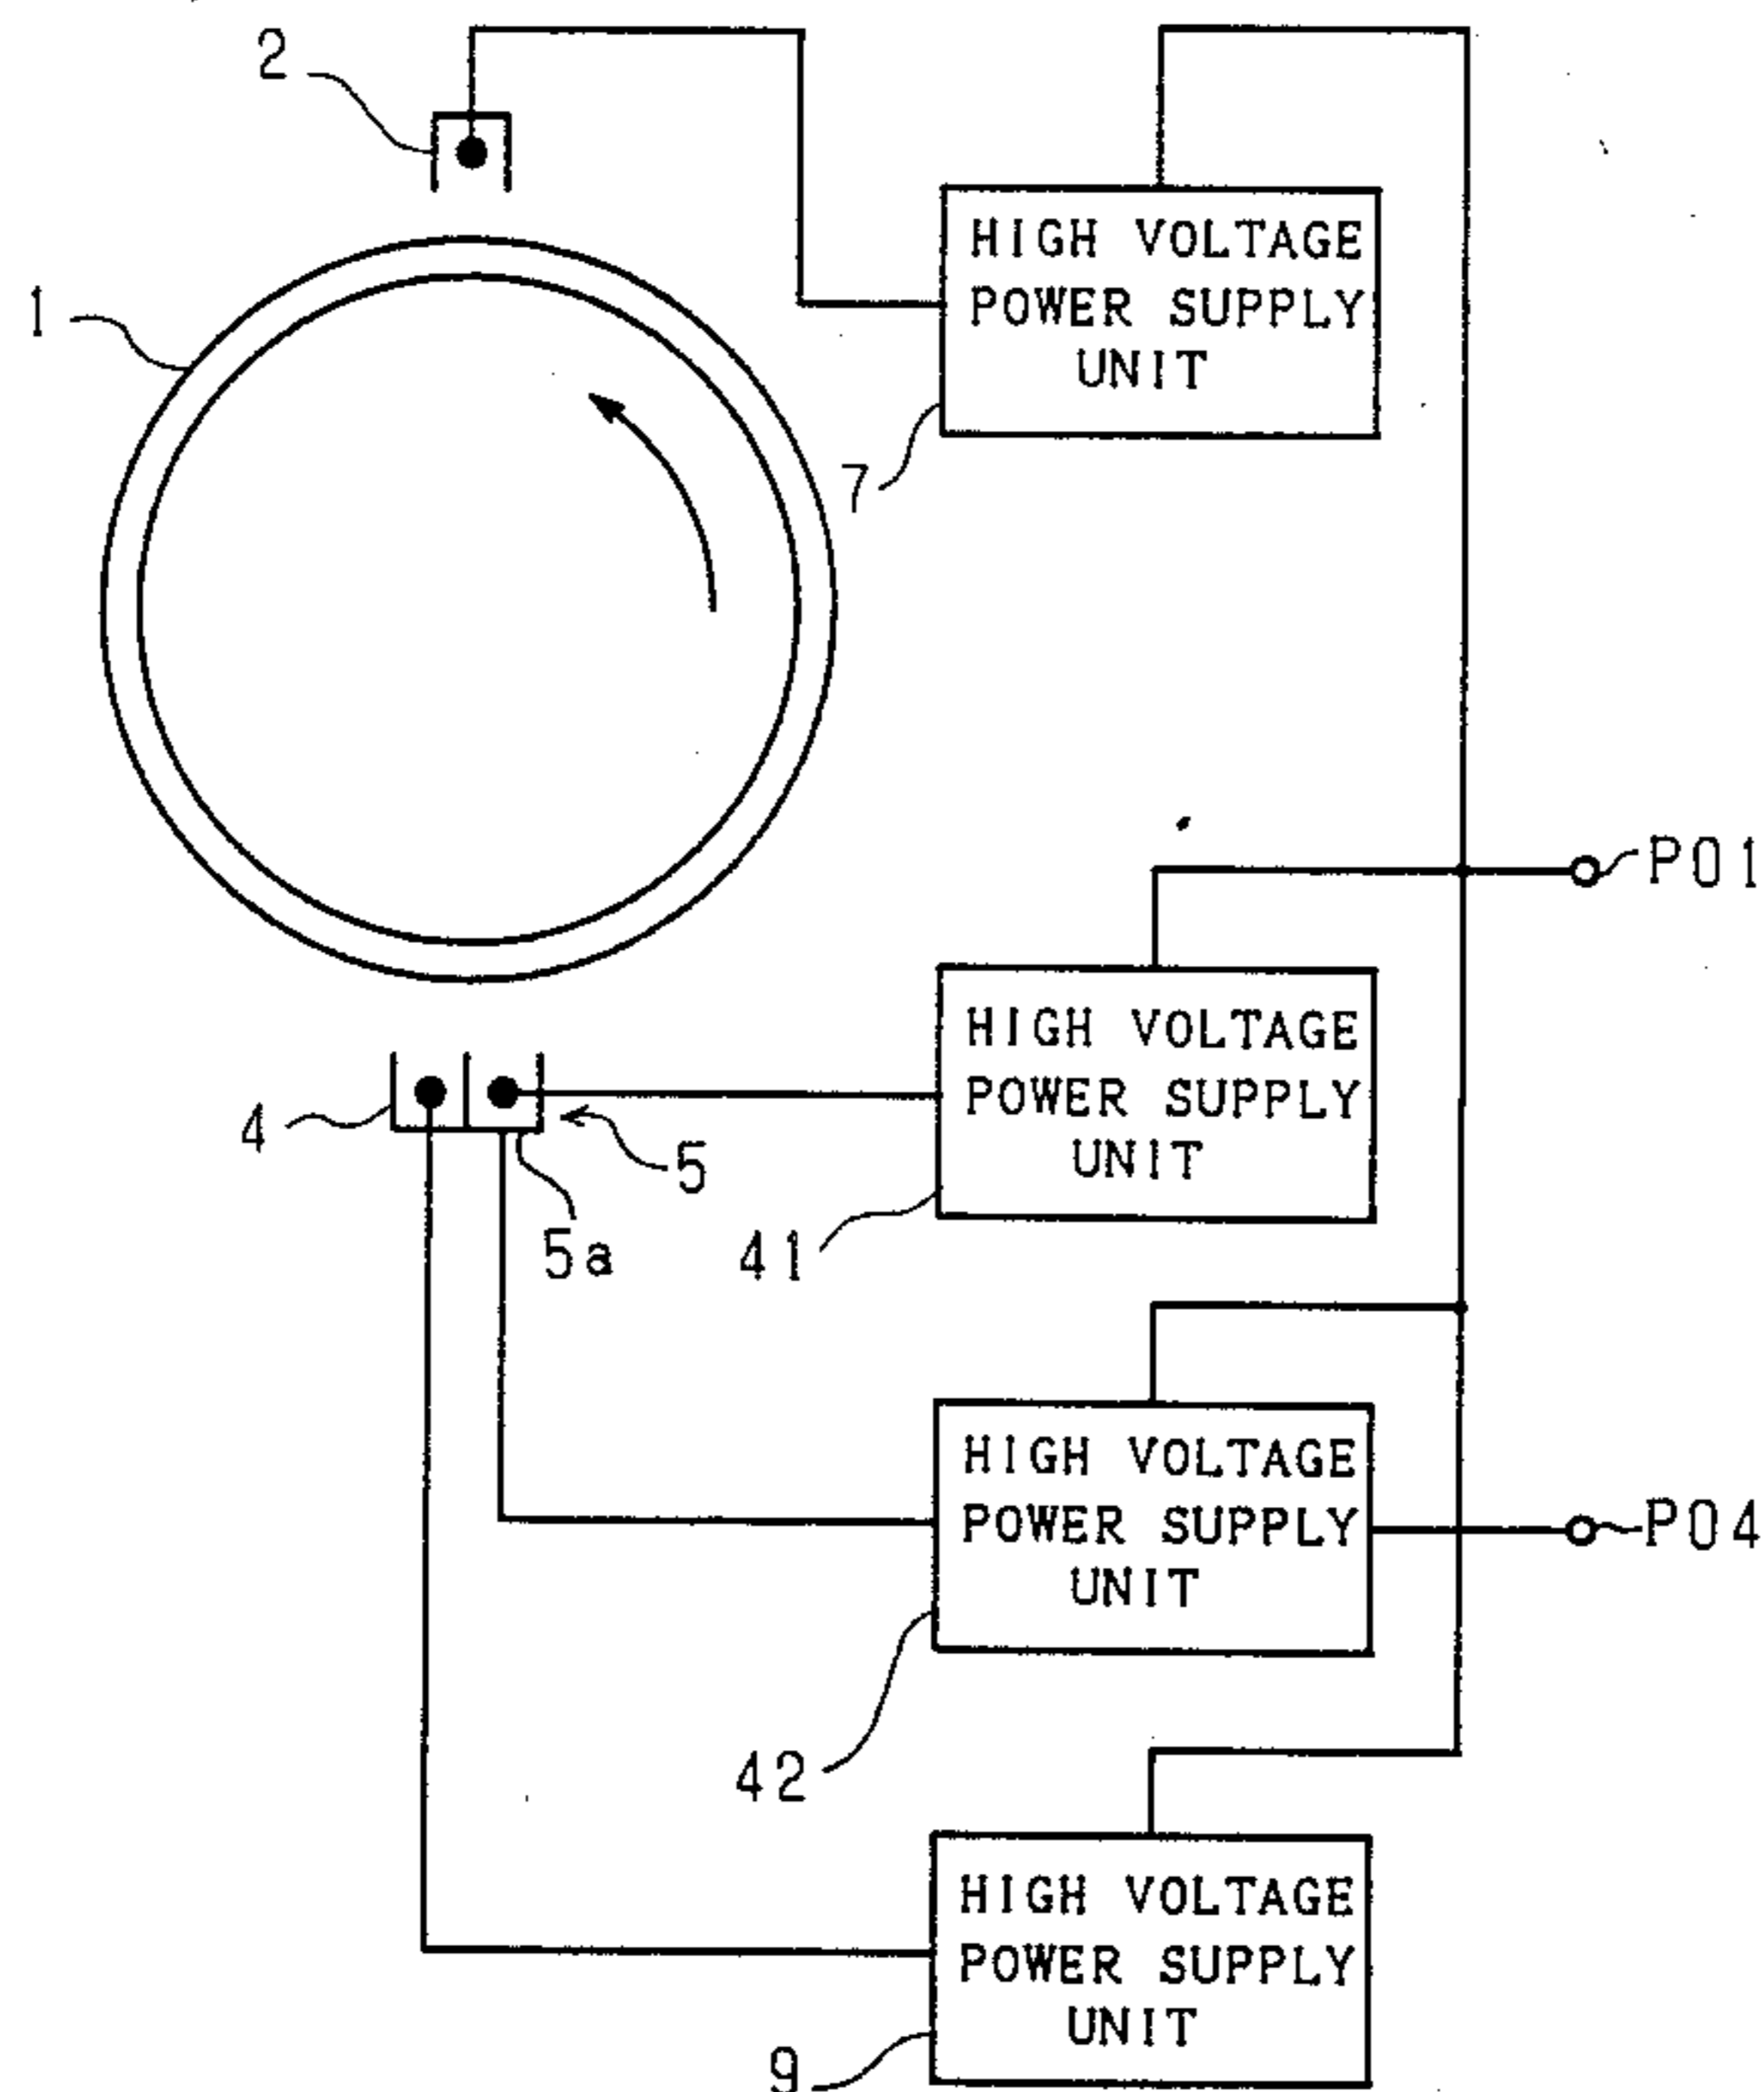 2
HIGH VOLTAGE
POWER SUPPLY
UNIT
1
7
P01
HIGH VOLTAGE
POWER SUPPLY
UNIT
4
5
5a
41
HIGH VOLTAGE
POWER SUPPLY
UNIT
P04
42
HIGH VOLTAGE
POWER SUPPLY
UNIT
9